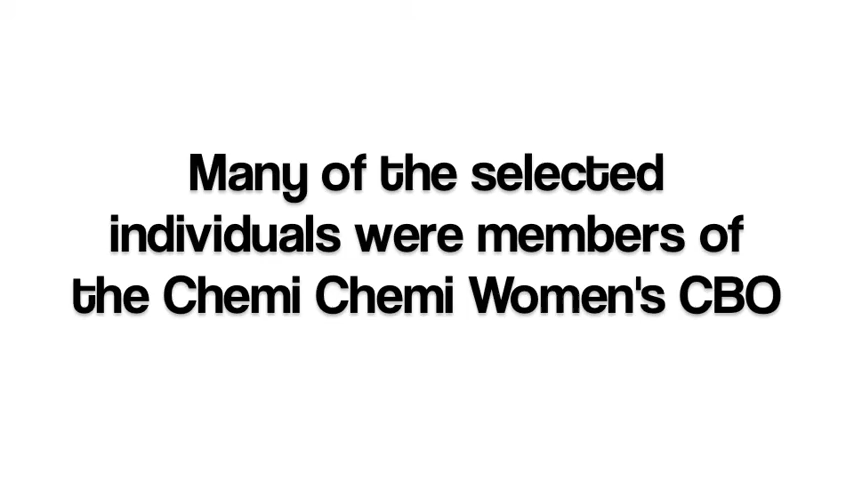 Many of the selected
individuals were members of
the Chemi Chemi Women's CBO